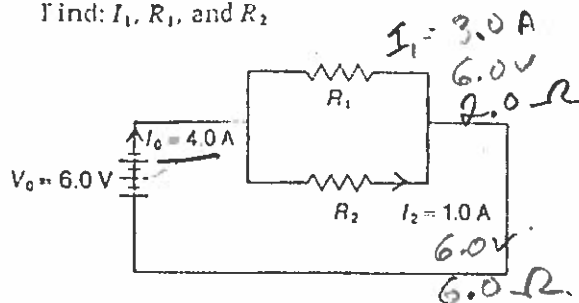 Find: I₁, R₁, and R₂
I₁ = 3.0 A
6.0 V
2.0 Ω
R₁
I₀ = 4.0 A
V₀ = 6.0 V
R₂
I₂ = 1.0 A
6.0V
6.0 Ω.